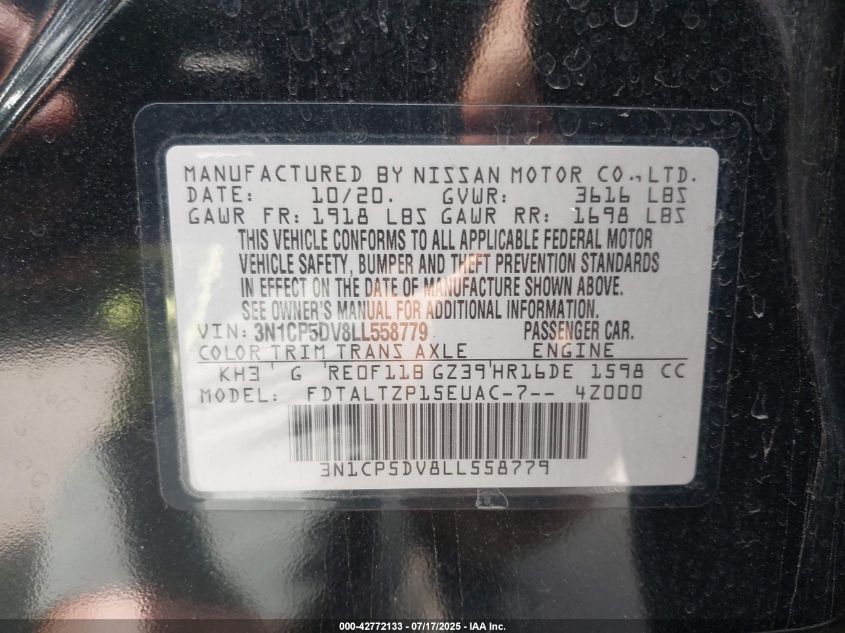 MANUFACTURED BY NISSAN MOTOR CO.,LTD.
DATE: 10/20. GVWR: 3616 LBS
GAWR FR: 1918 LBS GAWR RR: 1698 LBS
THIS VEHICLE CONFORMS TO ALL APPLICABLE FEDERAL MOTOR
VEHICLE SAFETY, BUMPER AND THEFT PREVENTION STANDARDS
IN EFFECT ON THE DATE OF MANUFACTURE SHOWN ABOVE.
SEE OWNER'S MANUAL FOR ADDITIONAL INFORMATION.
VIN: 3N1CP5DV8LL558779 PASSENGER CAR.
COLOR TRIM TRANS AXLE ENGINE
KH3 G RE0F11B GZ39 HR16DE 1598 CC
MODEL: FDTALTZP15EUAC-7-- 4Z000
3N1CP5DV8LL558779
000-42772133 - 07/17/2025 - IAA Inc.